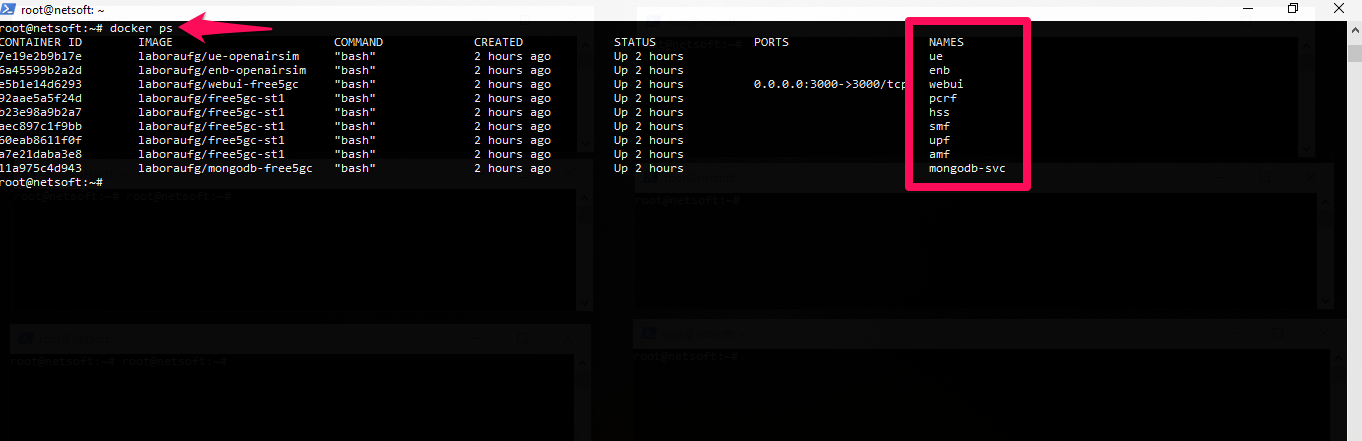 root@netsoft: ~
root@netsoft:~# docker ps
CONTAINER ID IMAGE COMMAND CREATED STATUS PORTS NAMES
7e19e2b9b17e laboraufg/ue-openairsim "bash" 2 hours ago Up 2 hours ue
6a45599b2a2d laboraufg/enb-openairsim "bash" 2 hours ago Up 2 hours enb
e5b1e14d6293 laboraufg/webui-free5gc "bash" 2 hours ago Up 2 hours 0.0.0.0:3000->3000/tcp webui
92aae5a5f24d laboraufg/free5gc-st1 "bash" 2 hours ago Up 2 hours pcrf
b23e98a9b2a7 laboraufg/free5gc-st1 "bash" 2 hours ago Up 2 hours hss
aec897c1f9bb laboraufg/free5gc-st1 "bash" 2 hours ago Up 2 hours smf
60eab8611f0f laboraufg/free5gc-st1 "bash" 2 hours ago Up 2 hours upf
a7e21daba3e8 laboraufg/free5gc-st1 "bash" 2 hours ago Up 2 hours amf
11a975c4d943 laboraufg/mongodb-free5gc "bash" 2 hours ago Up 2 hours mongodb-svc
root@netsoft:~#
root@netsoft:~# root@netsoft:~#
root@netsoft:~#
root@netsoft:~# root@netsoft:~#
root@netsoft:~#